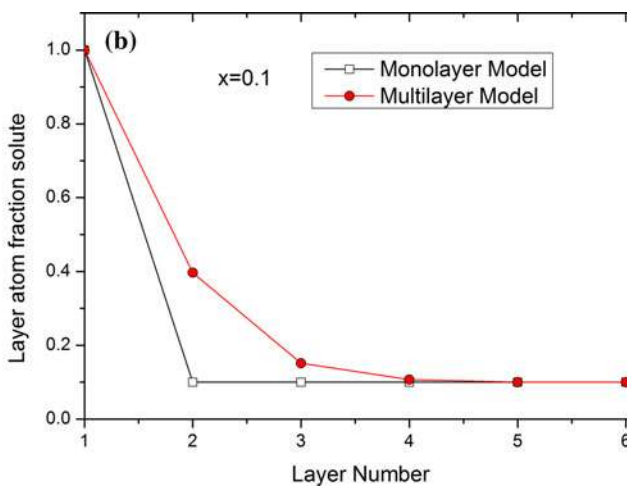 (b)
x=0.1
Monolayer Model
Multilayer Model
Layer atom fraction solute
1.0
0.8
0.6
0.4
0.2
0.0
1 2 3 4 5 6
Layer Number